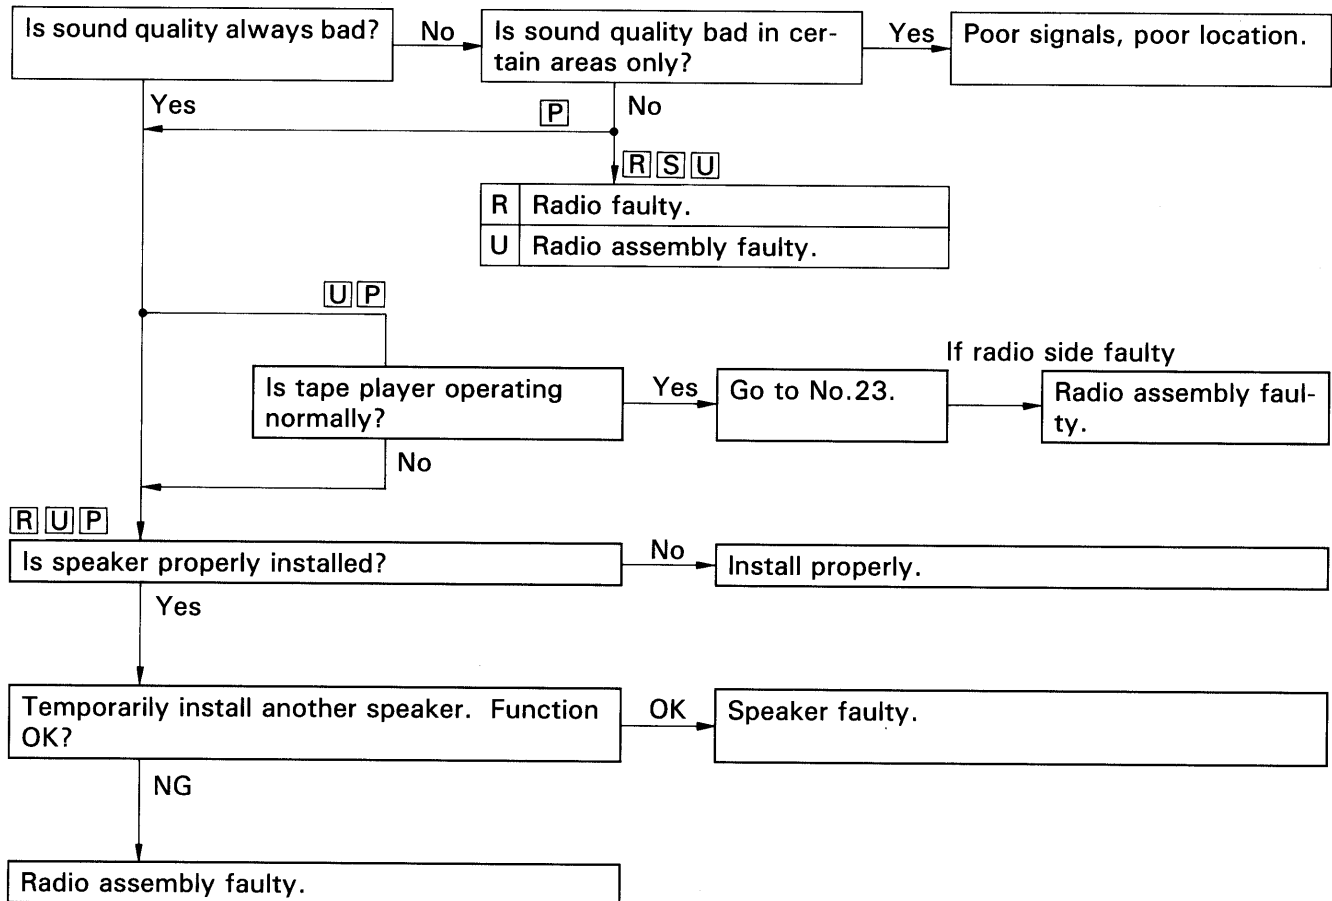 Is sound quality always bad?
No
Is sound quality bad in cer-
tain areas only?
Yes
Poor signals, poor location.
Yes
P
No
R S U
R Radio faulty.
U Radio assembly faulty.
U P
If radio side faulty
Is tape player operating
normally?
Yes
Go to No.23.
Radio assembly faul-
ty.
No
R U P
Is speaker properly installed?
No
Install properly.
Yes
Temporarily install another speaker. Function
OK?
OK
Speaker faulty.
NG
Radio assembly faulty.